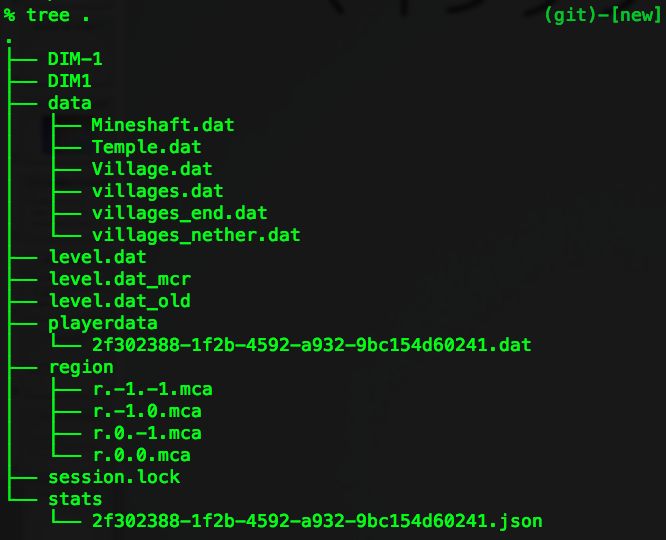 % tree . (git)-[new]
.
├── DIM-1
├── DIM1
├── data
│   ├── Mineshaft.dat
│   ├── Temple.dat
│   ├── Village.dat
│   ├── villages.dat
│   ├── villages_end.dat
│   └── villages_nether.dat
├── level.dat
├── level.dat_mcr
├── level.dat_old
├── playerdata
│   └── 2f302388-1f2b-4592-a932-9bc154d60241.dat
├── region
│   ├── r.-1.-1.mca
│   ├── r.-1.0.mca
│   ├── r.0.-1.mca
│   └── r.0.0.mca
├── session.lock
└── stats
    └── 2f302388-1f2b-4592-a932-9bc154d60241.json